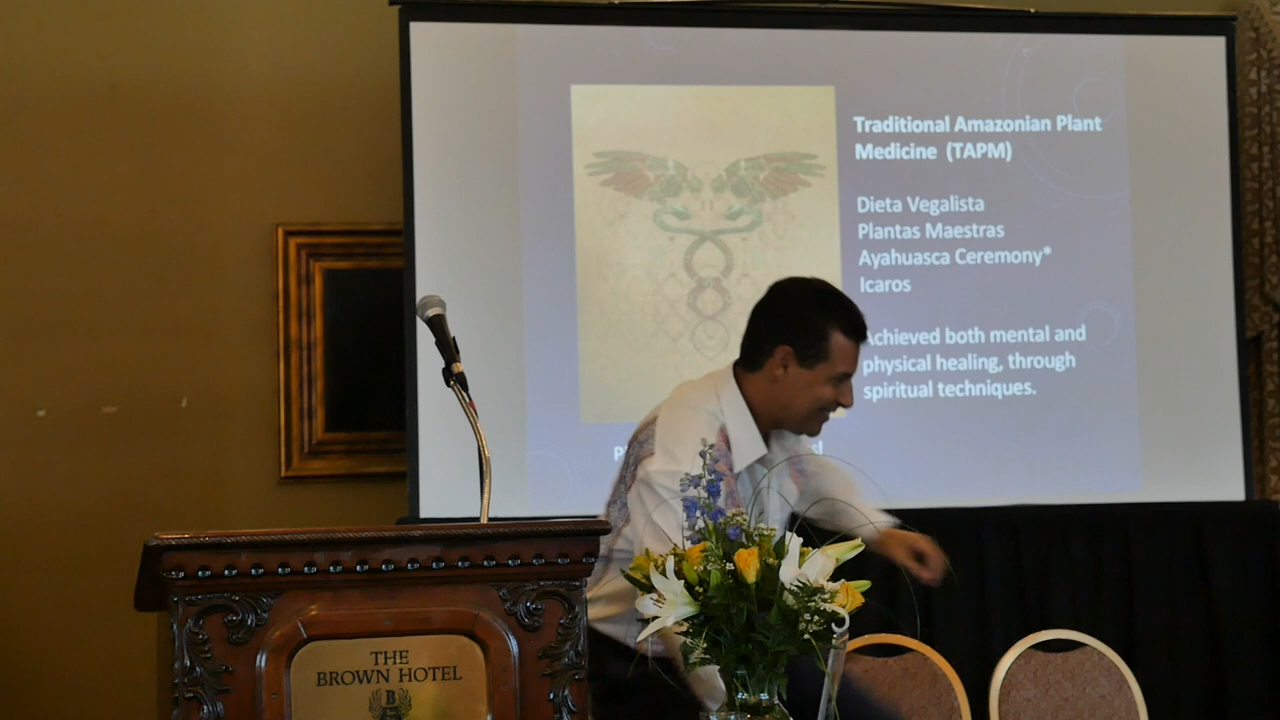 Traditional Amazonian Plant
Medicine (TAPM)
Dieta Vegalista
Plantas Maestras
Ayahuasca Ceremony*
Icaros
Achieved both mental and
physical healing, through
spiritual techniques.
THE
BROWN HOTEL
B